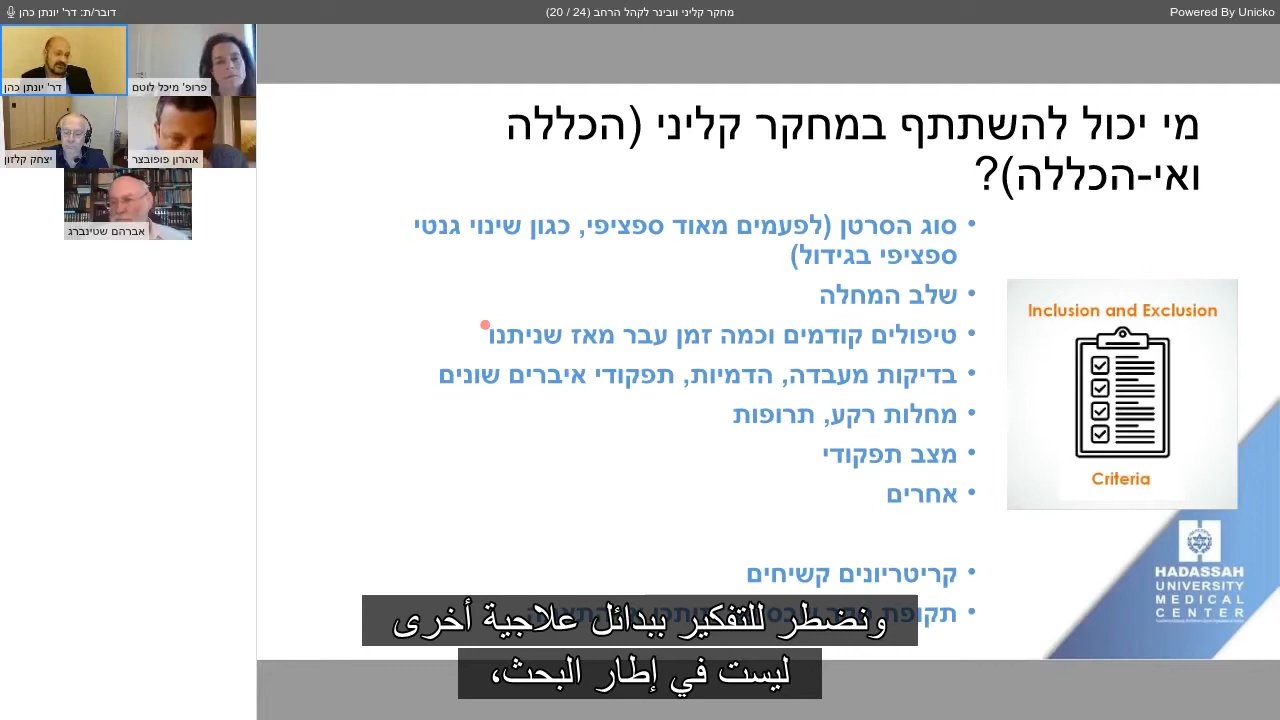 דובר/ת: דר' יונתן כהן
מחקר קליני וובינר לקהל הרחב (24 / 20)
Powered By Unicko
דר' יונתן כהן
פרופ' מיכל לוטם
יצחק קלזון
אהרון פופובצר
אברהם שטינברג
מי יכול להשתתף במחקר קליני (הכללה
ואי-הכללה)?
• סוג הסרטן (לפעמים מאוד ספציפי, כגון שינוי גנטי
ספציפי בגידול)
• שלב המחלה
• טיפולים קודמים וכמה זמן עבר מאז שניתנו
• בדיקות מעבדה, הדמיות, תפקודי איברים שונים
• מחלות רקע, תרופות
• מצב תפקודי
• אחרים
• קריטריונים קשיחים
• תקופת
Inclusion and Exclusion
Criteria
HADASSAH
UNIVERSITY
MEDICAL
CENTER
ونضطر للتفكير ببدائل علاجية أخرى
ليست في إطار البحث،